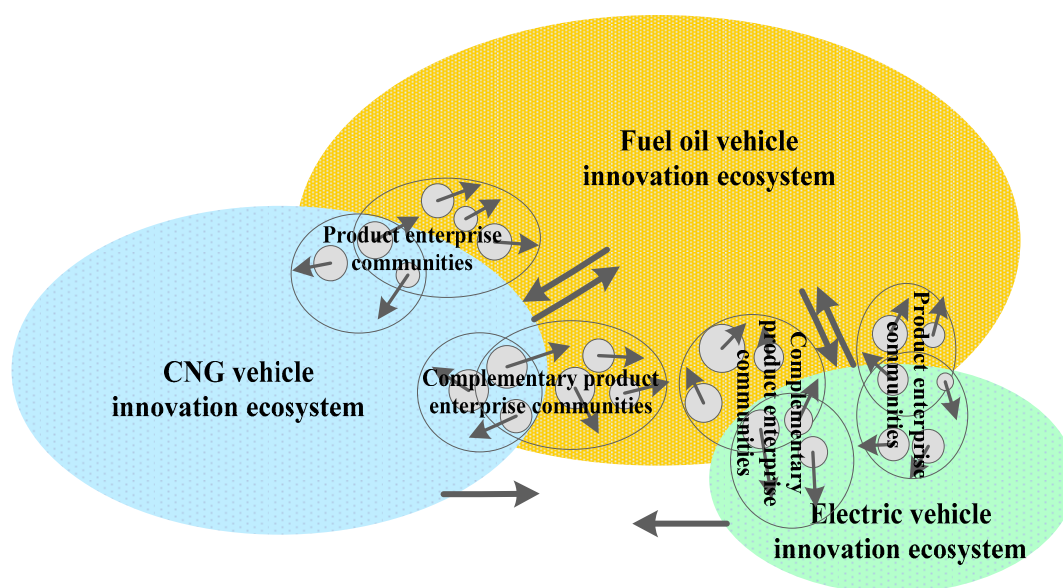 Fuel oil vehicle
innovation ecosystem
Product enterprise
communities
CNG vehicle
innovation ecosystem
Complementary product
enterprise communities
Complementary
product enterprise
communities
Product enterprise
communities
Electric vehicle
innovation ecosystem